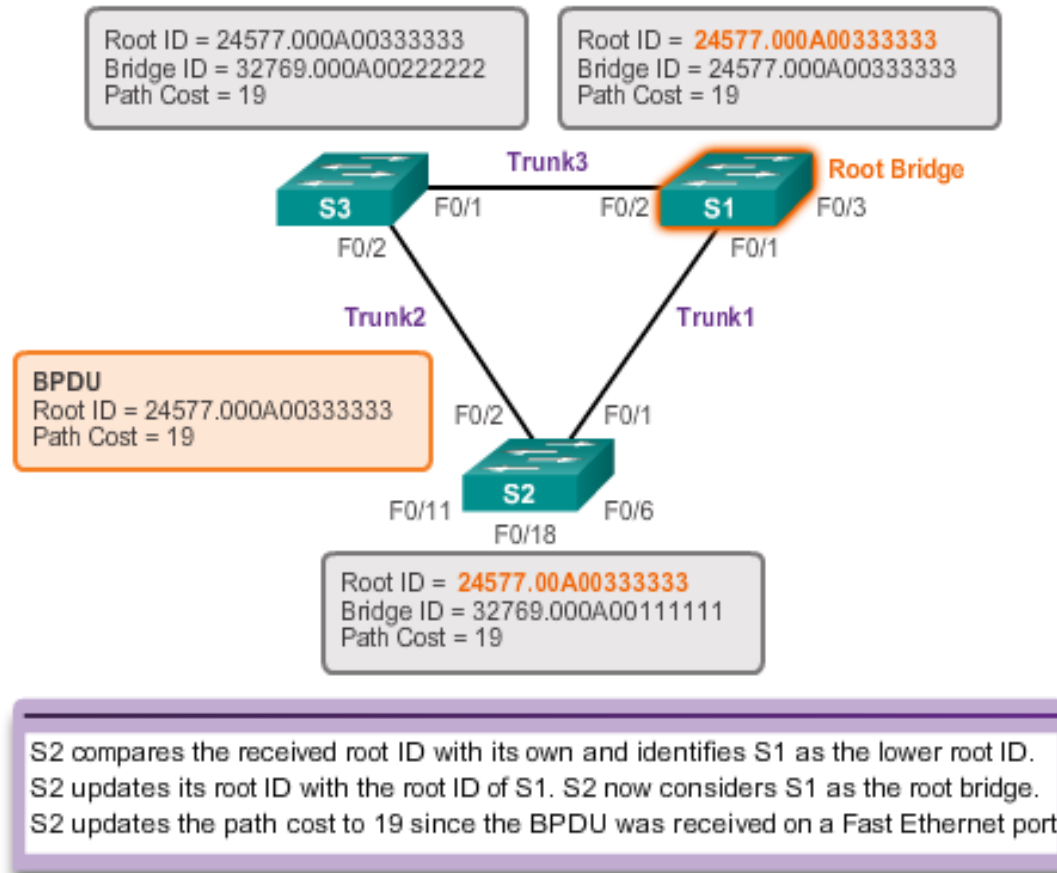 Root ID = 24577.000A00333333
Bridge ID = 32769.000A00222222
Path Cost = 19
Root ID = 24577.000A00333333
Bridge ID = 24577.000A00333333
Path Cost = 19
Trunk3
Root Bridge
S3
F0/1
F0/2
S1
F0/3
F0/2
F0/1
Trunk2
Trunk1
BPDU
Root ID = 24577.000A00333333
Path Cost = 19
F0/2
F0/1
S2
F0/11
F0/6
F0/18
Root ID = 24577.00A00333333
Bridge ID = 32769.000A00111111
Path Cost = 19
S2 compares the received root ID with its own and identifies S1 as the lower root ID.
S2 updates its root ID with the root ID of S1. S2 now considers S1 as the root bridge.
S2 updates the path cost to 19 since the BPDU was received on a Fast Ethernet port